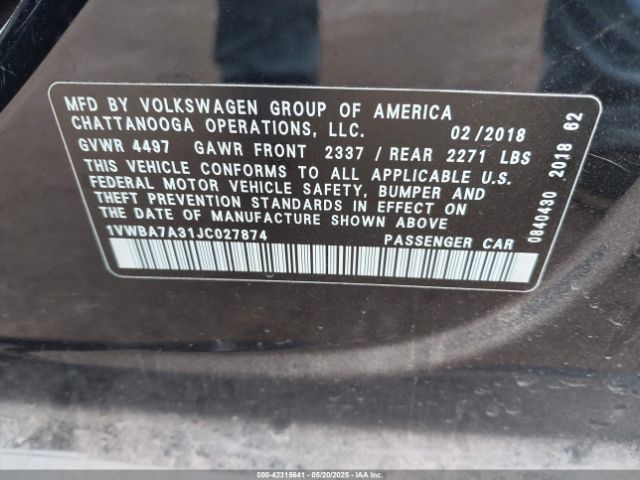 MFD BY VOLKSWAGEN GROUP OF AMERICA
CHATTANOOGA OPERATIONS, LLC. 02/2018
GVWR 4497 GAWR FRONT 2337 / REAR 2271 LBS
THIS VEHICLE CONFORMS TO ALL APPLICABLE U.S.
FEDERAL MOTOR VEHICLE SAFETY, BUMPER AND
THEFT PREVENTION STANDARDS IN EFFECT ON
THE DATE OF MANUFACTURE SHOWN ABOVE
1VWBA7A31JC027874 PASSENGER CAR
0840430 2018 62
000-42315641 - 05/20/2025 - IAAI.COM